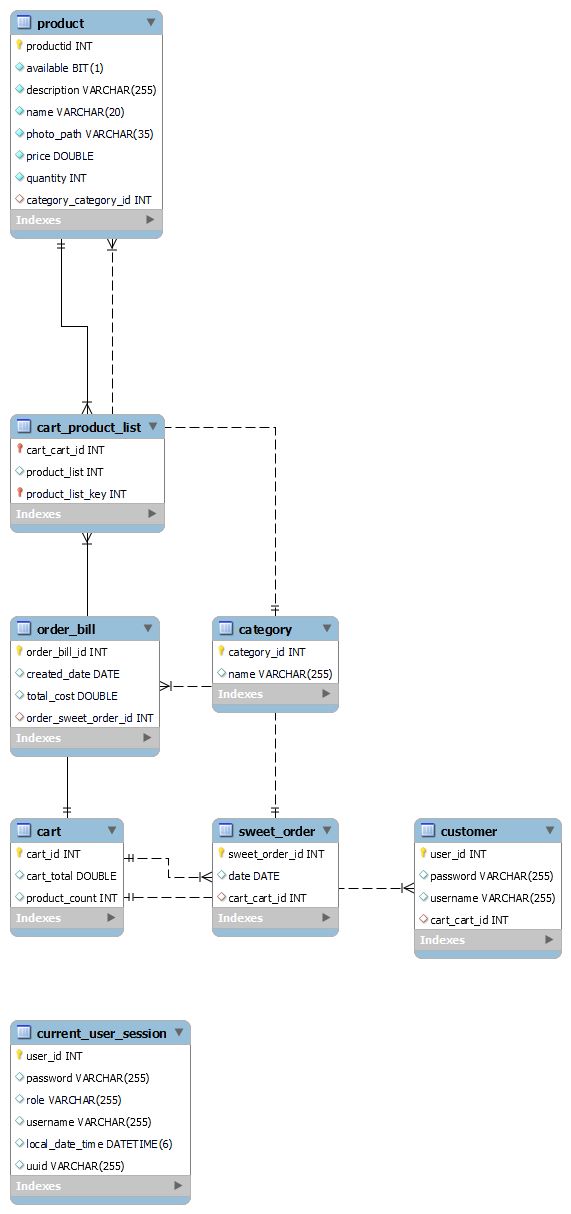 product
productid INT
available BIT(1)
description VARCHAR(255)
name VARCHAR(20)
photo_path VARCHAR(35)
price DOUBLE
quantity INT
category_category_id INT
Indexes
cart_product_list
cart_cart_id INT
product_list INT
product_list_key INT
Indexes
order_bill
order_bill_id INT
created_date DATE
total_cost DOUBLE
order_sweet_order_id INT
Indexes
category
category_id INT
name VARCHAR(255)
Indexes
cart
cart_id INT
cart_total DOUBLE
product_count INT
Indexes
sweet_order
sweet_order_id INT
date DATE
cart_cart_id INT
Indexes
customer
user_id INT
password VARCHAR(255)
username VARCHAR(255)
cart_cart_id INT
Indexes
current_user_session
user_id INT
password VARCHAR(255)
role VARCHAR(255)
username VARCHAR(255)
local_date_time DATETIME(6)
uuid VARCHAR(255)
Indexes